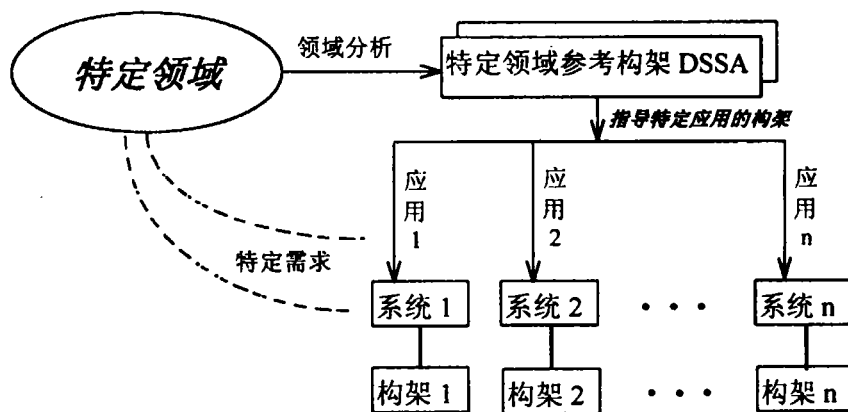 特定领域
领域分析
特定领域参考构架 DSSA
指导特定应用的构架
应用1
应用2
应用n
特定需求
系统 1
系统 2
· · ·
系统 n
构架 1
构架 2
· · ·
构架 n